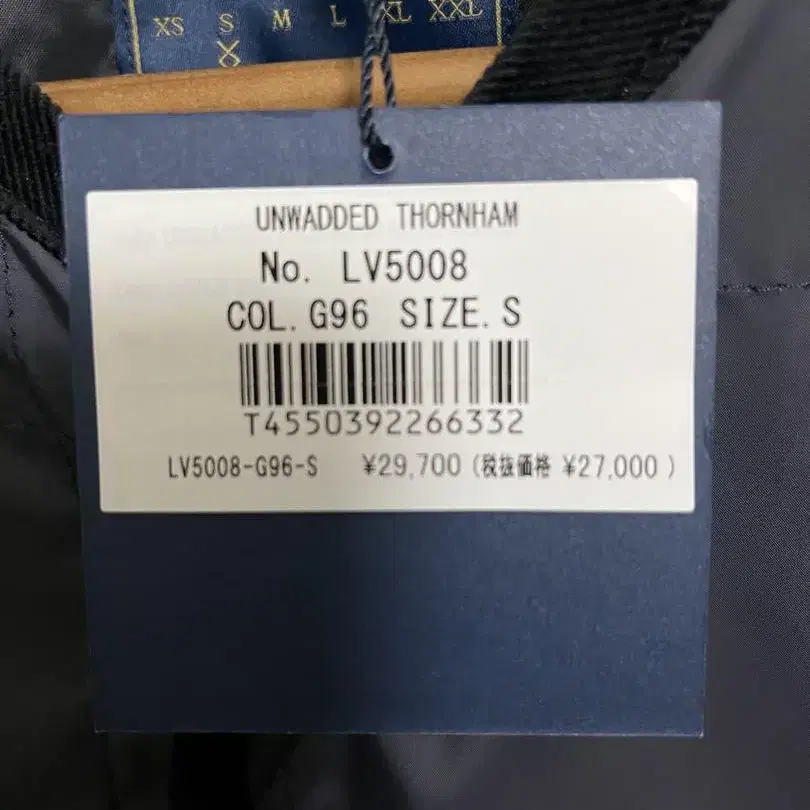 XS S M L XL XXL
UNWADDED THORNHAM
No. LV5008
COL. G96 SIZE. S
T4550392266332
LV5008-G96-S ¥29,700 (税抜価格 ¥27,000 )